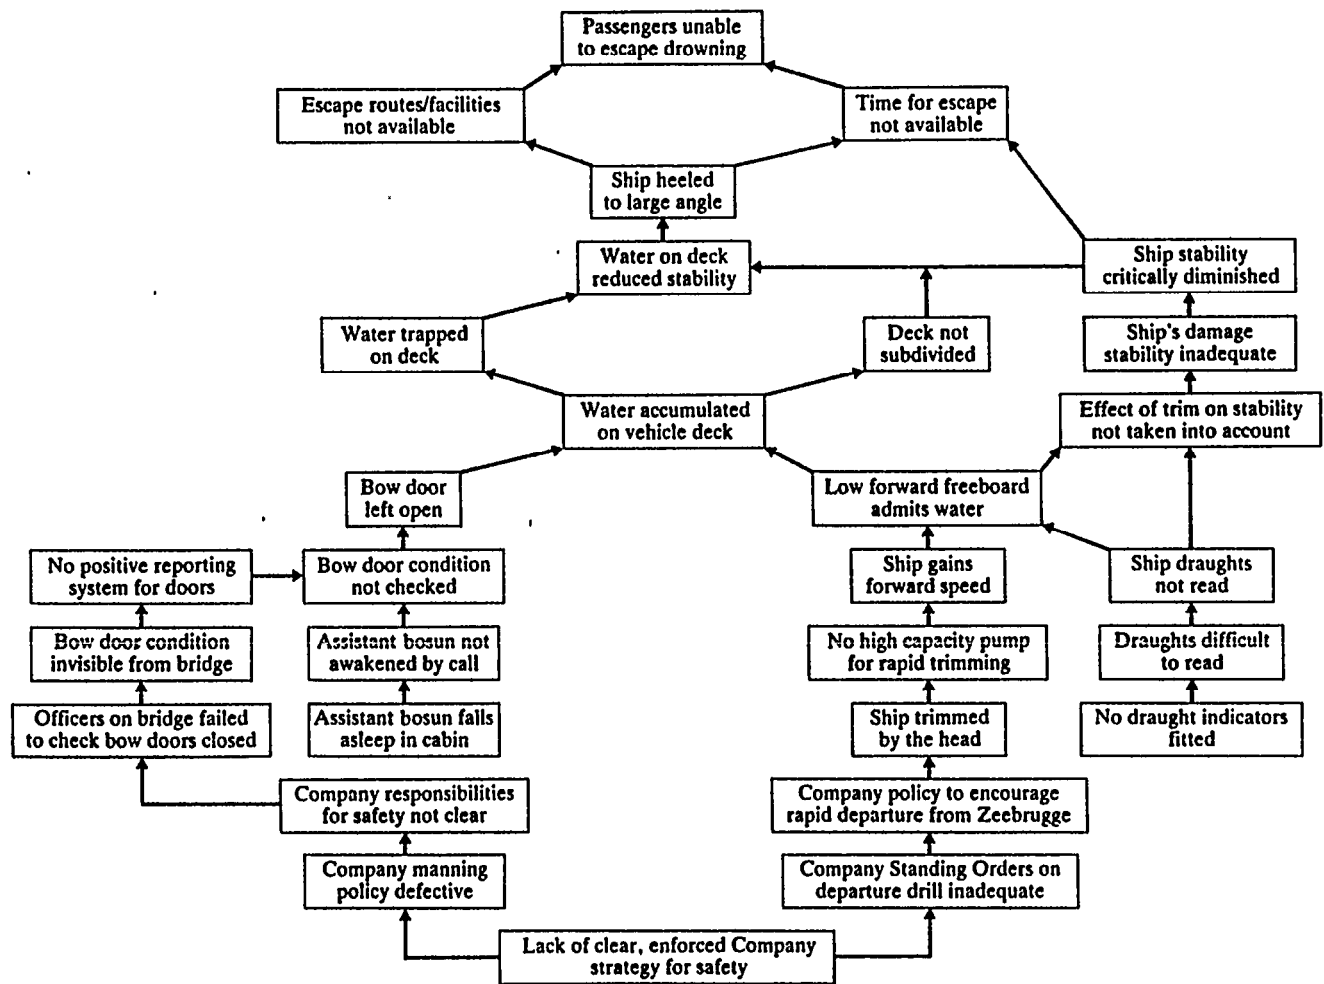 Passengers unable
to escape drowning
Escape routes/facilities
not available
Time for escape
not available
Ship heeled
to large angle
Water on deck
reduced stability
Ship stability
critically diminished
Water trapped
on deck
Deck not
subdivided
Ship's damage
stability inadequate
Water accumulated
on vehicle deck
Effect of trim on stability
not taken into account
Bow door
left open
Low forward freeboard
admits water
No positive reporting
system for doors
Bow door condition
not checked
Ship gains
forward speed
Ship draughts
not read
Bow door condition
invisible from bridge
Assistant bosun not
awakened by call
No high capacity pump
for rapid trimming
Draughts difficult
to read
Officers on bridge failed
to check bow doors closed
Assistant bosun falls
asleep in cabin
Ship trimmed
by the head
No draught indicators
fitted
Company responsibilities
for safety not clear
Company policy to encourage
rapid departure from Zeebrugge
Company manning
policy defective
Company Standing Orders on
departure drill inadequate
Lack of clear, enforced Company
strategy for safety